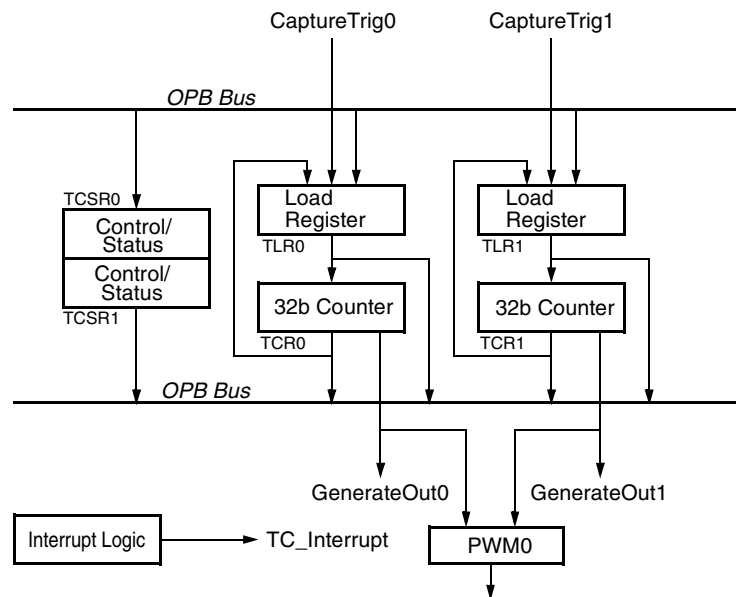 CaptureTrig0
CaptureTrig1
OPB Bus
TCSR0
Control/
Status
Control/
Status
TCSR1
Load
Register
TLR0
32b Counter
TCR0
Load
Register
TLR1
32b Counter
TCR1
OPB Bus
GenerateOut0
GenerateOut1
Interrupt Logic
TC_Interrupt
PWM0